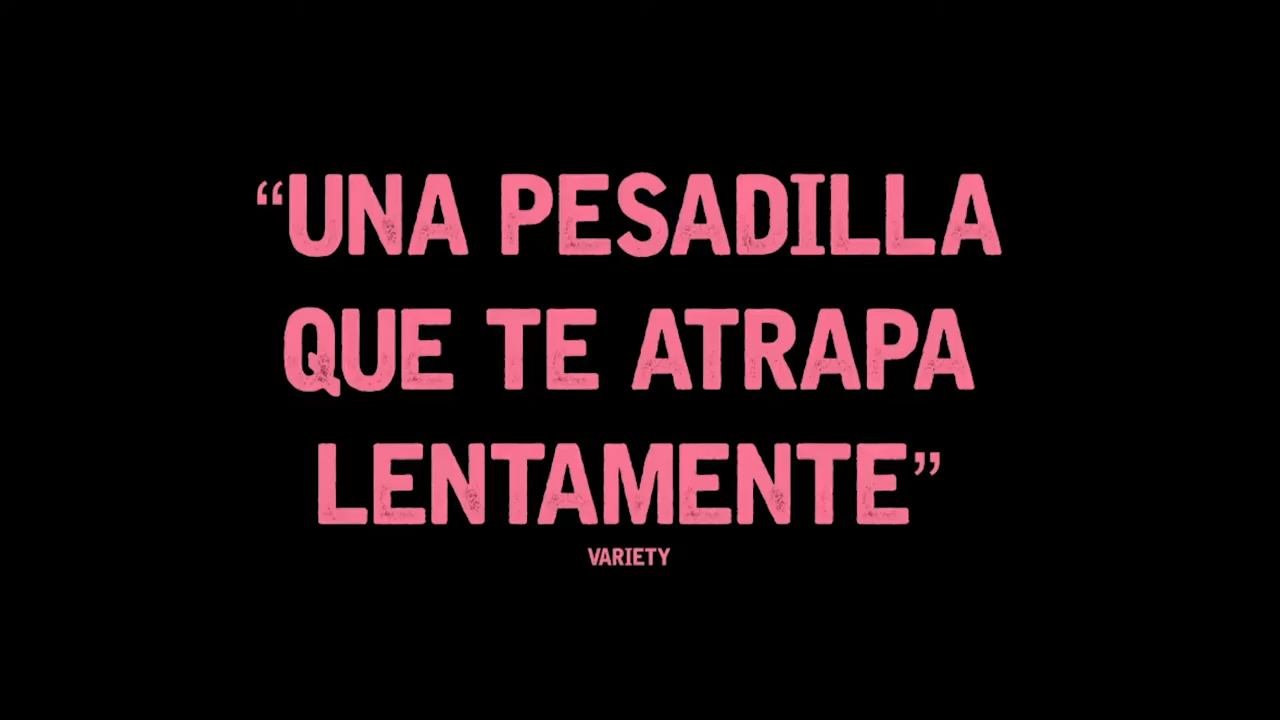 “UNA PESADILLA
QUE TE ATRAPA
LENTAMENTE”
VARIETY